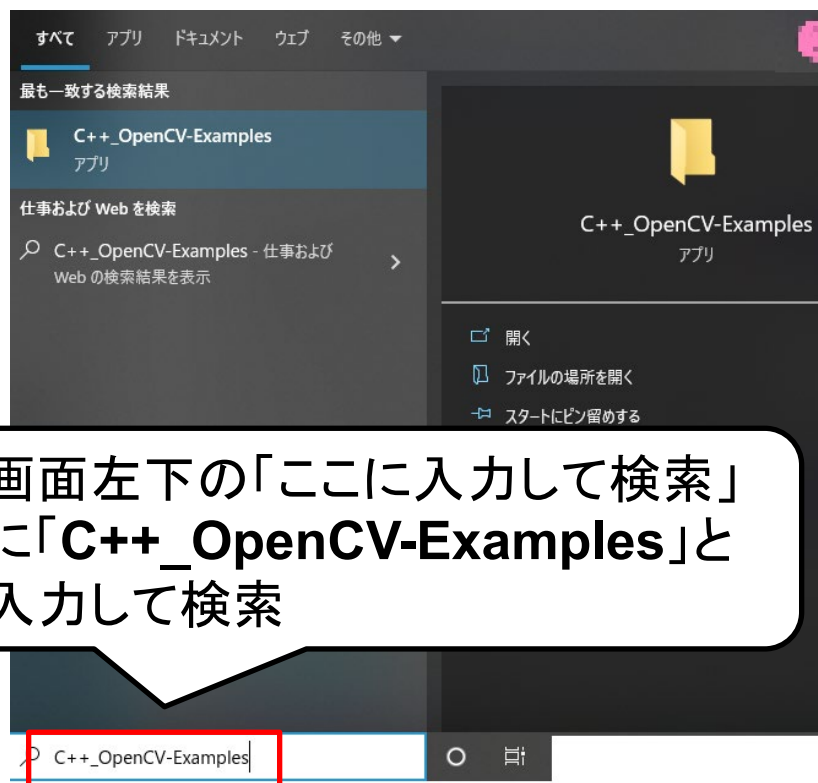 すべて アプリ ドキュメント ウェブ その他
最も一致する検索結果
C++_OpenCV-Examples
アプリ
仕事および Web を検索
C++_OpenCV-Examples - 仕事および
Web の検索結果を表示
C++_OpenCV-Examples
アプリ
開く
ファイルの場所を開く
スタートにピン留めする
画面左下の「ここに入力して検索」
に「C++_OpenCV-Examples」と
入力して検索
C++_OpenCV-Examples